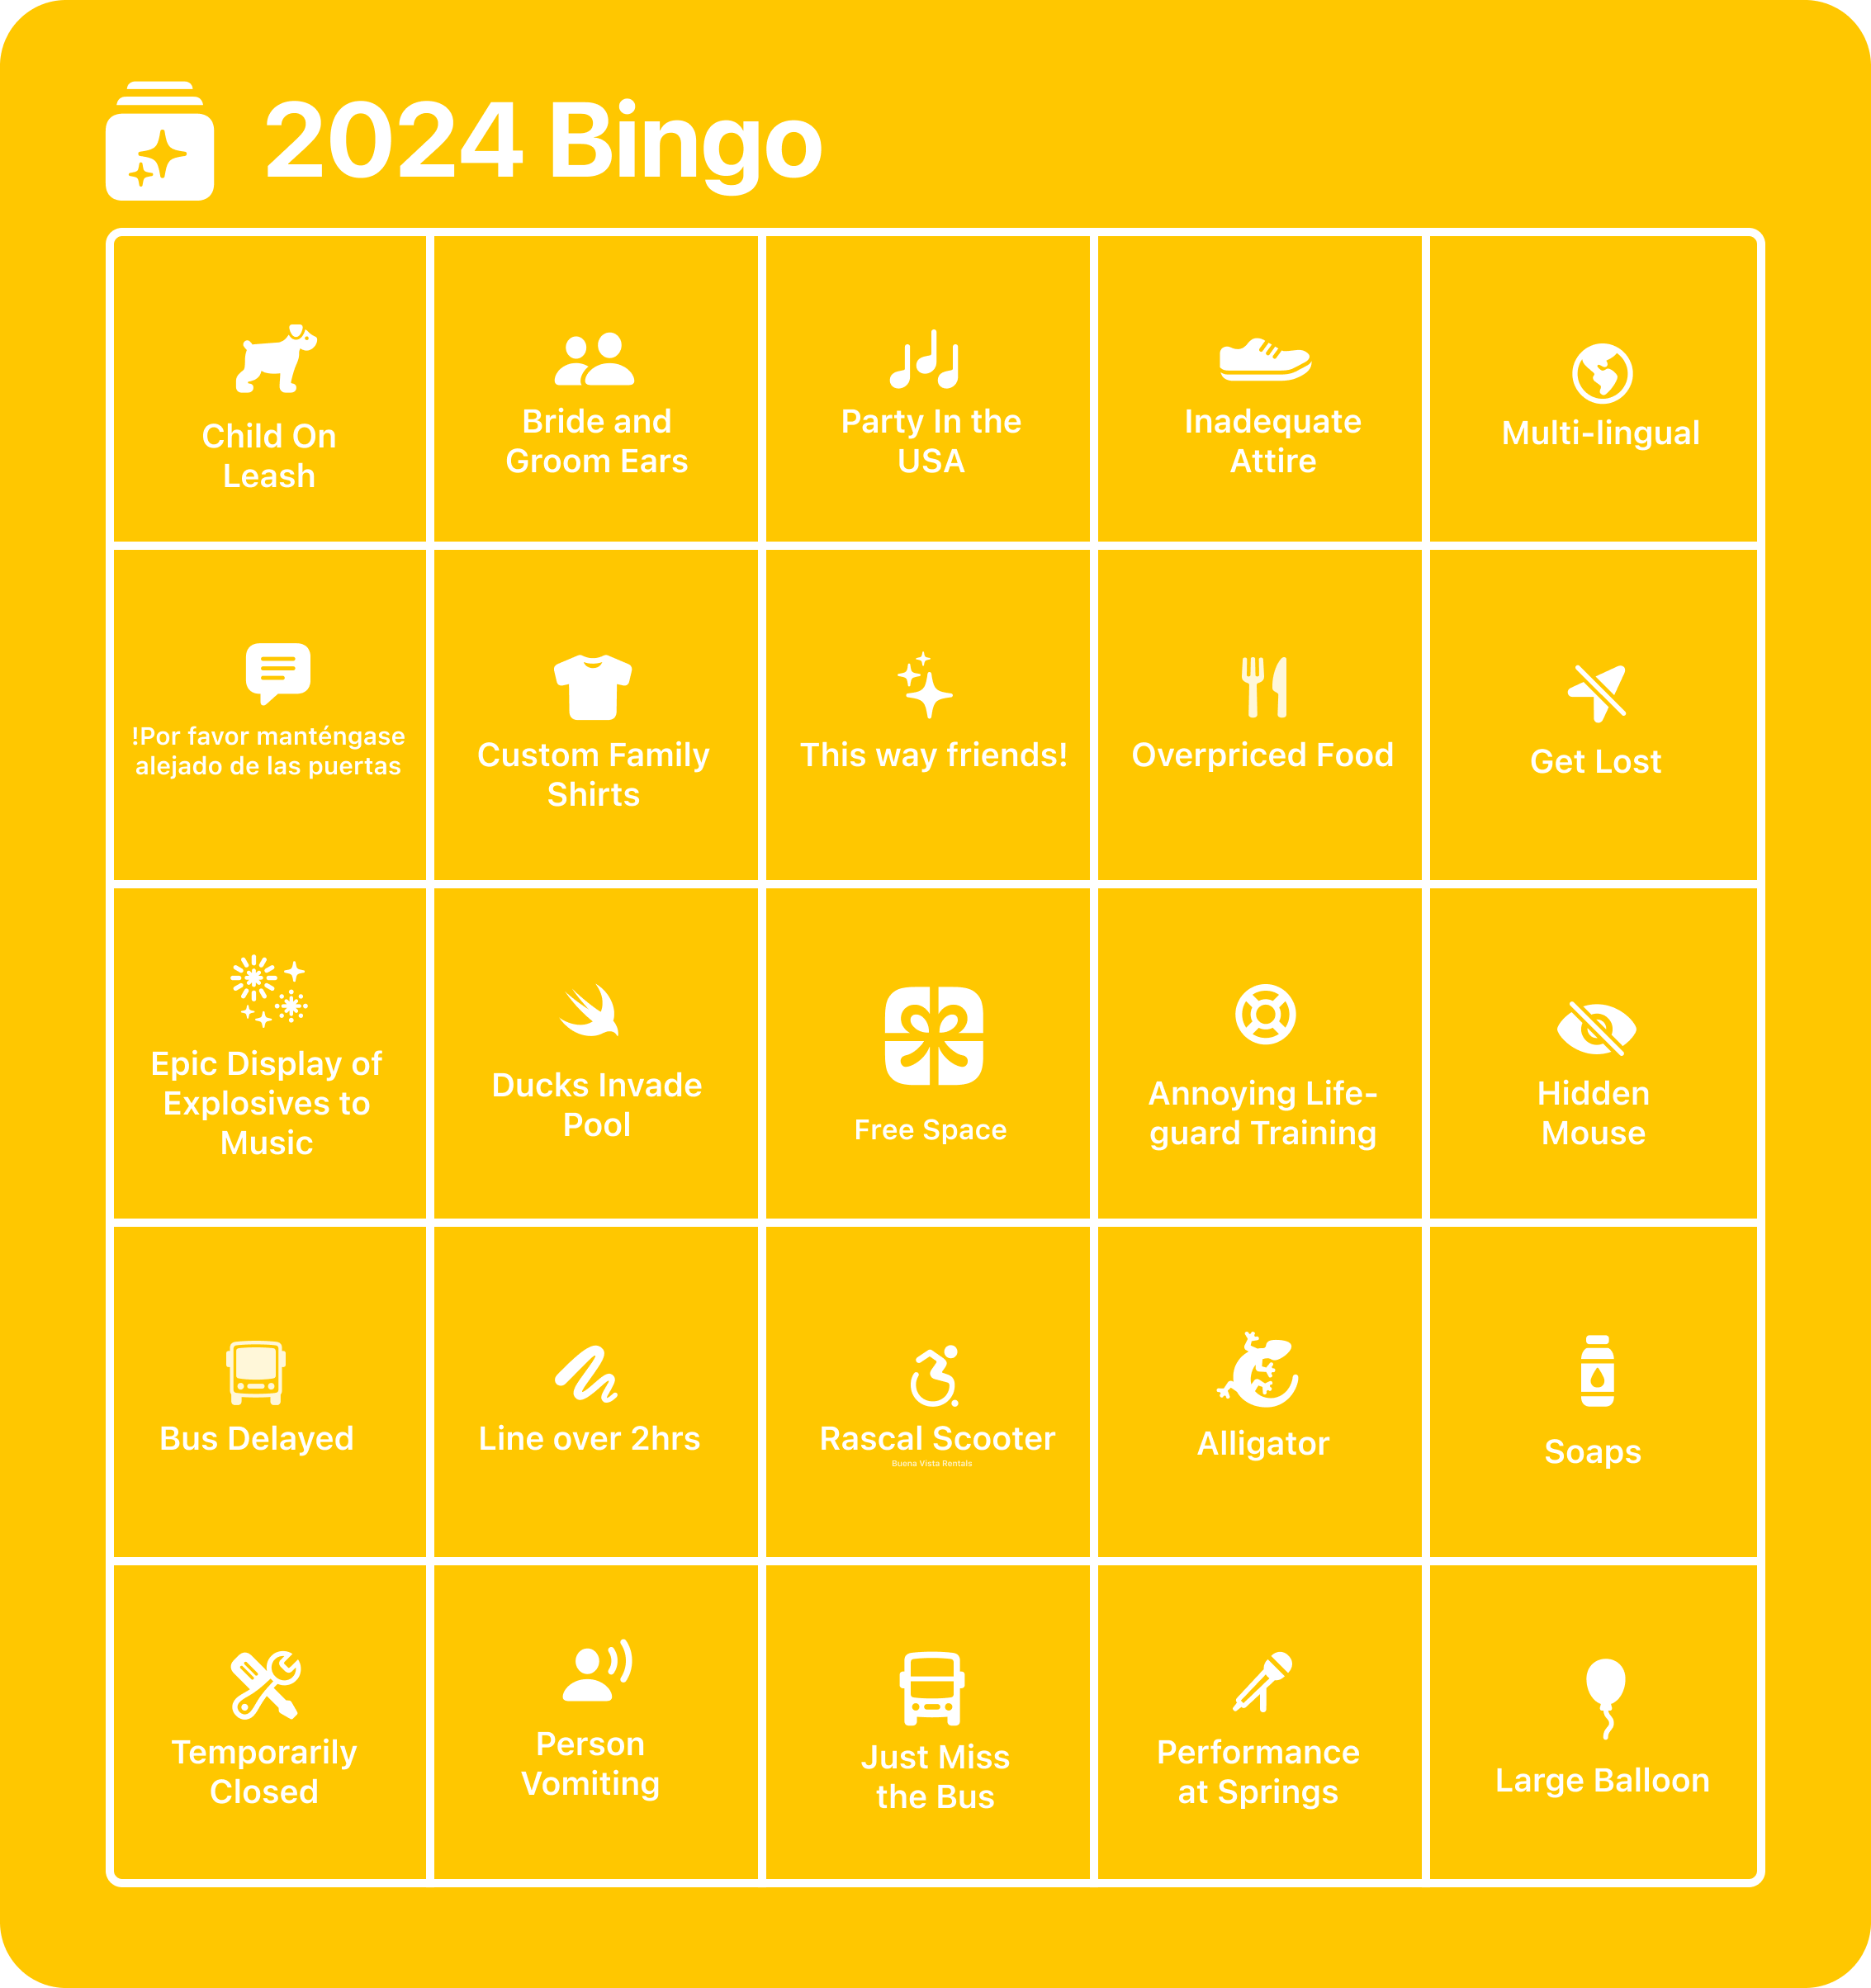 2024 Bingo
Child On
Leash
Bride and
Groom Ears
Party In the
USA
Inadequate
Attire
Multi-lingual
!Por favor manténgase
alejado de las puertas
Custom Family
Shirts
This way friends!
Overpriced Food
Get Lost
Epic Display of
Explosives to
Music
Ducks Invade
Pool
Free Space
Annoying Life-
guard Training
Hidden
Mouse
Bus Delayed
Line over 2hrs
Rascal Scooter
Buena Vista Rentals
Alligator
Soaps
Temporarily
Closed
Person
Vomiting
Just Miss
the Bus
Performance
at Springs
Large Balloon